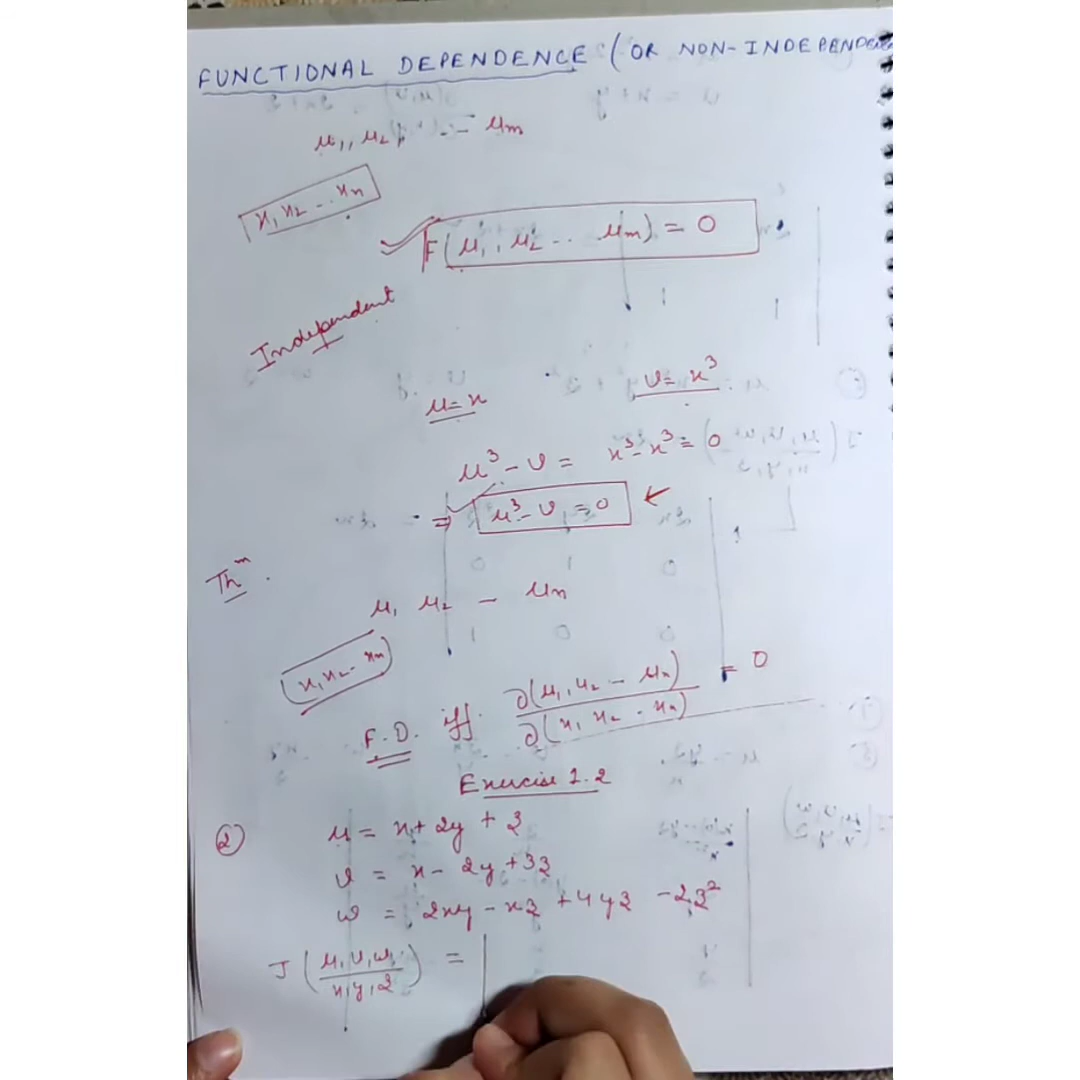 FUNCTIONAL DEPENDENCE (OR NON-INDEPENDE
u₁, u₂, - - uₘ
x₁ x₂ - .. xₙ
F(u₁, u₂ .. uₘ) = 0
Independent
u = x v = x³
u³ - v = x³ - x³ = 0
= u³ - v = 0 ←
Thᵐ.
u₁ u₂ - uₙ
(x₁ x₂ - xₙ)
F.D. iff. ∂(u₁, u₂ - uₙ) / ∂(x₁ x₂ - xₙ) = 0
Exercise 1.2
② u = x + 2y + z
v = x - 2y + 3z
w = 2xy - xz + 4yz - 2z²
J (u, v, w / x, y, z) = |